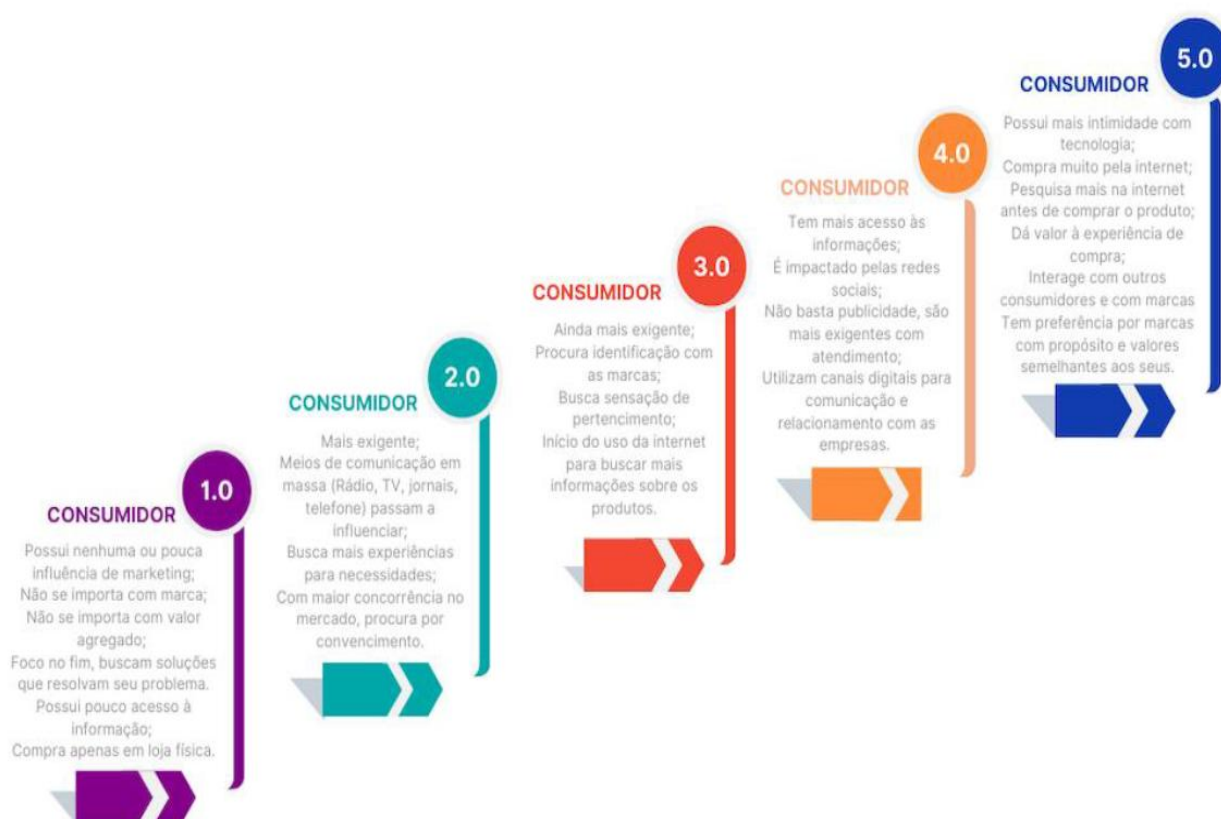 1.0
CONSUMIDOR
Possui nenhuma ou pouca
influência de marketing;
Não se importa com marca;
Não se importa com valor
agregado;
Foco no fim, buscam soluções
que resolvam seu problema.
Possui pouco acesso à
informação;
Compra apenas em loja física.
2.0
CONSUMIDOR
Mais exigente;
Meios de comunicação em
massa (Rádio, TV, jornais,
telefone) passam a
influenciar;
Busca mais experiências
para necessidades;
Com maior concorrência no
mercado, procura por
convencimento.
3.0
CONSUMIDOR
Ainda mais exigente;
Procura identificação com
as marcas;
Busca sensação de
pertencimento;
Início do uso da internet
para buscar mais
informações sobre os
produtos.
4.0
CONSUMIDOR
Tem mais acesso às
informações;
É impactado pelas redes
sociais;
Não basta publicidade, são
mais exigentes com
atendimento;
Utilizam canais digitais para
comunicação e
relacionamento com as
empresas.
5.0
CONSUMIDOR
Possui mais intimidade com
tecnologia;
Compra muito pela internet;
Pesquisa mais na internet
antes de comprar o produto;
Dá valor à experiência de
compra;
Interage com outros
consumidores e com marcas
Tem preferência por marcas
com propósito e valores
semelhantes aos seus.